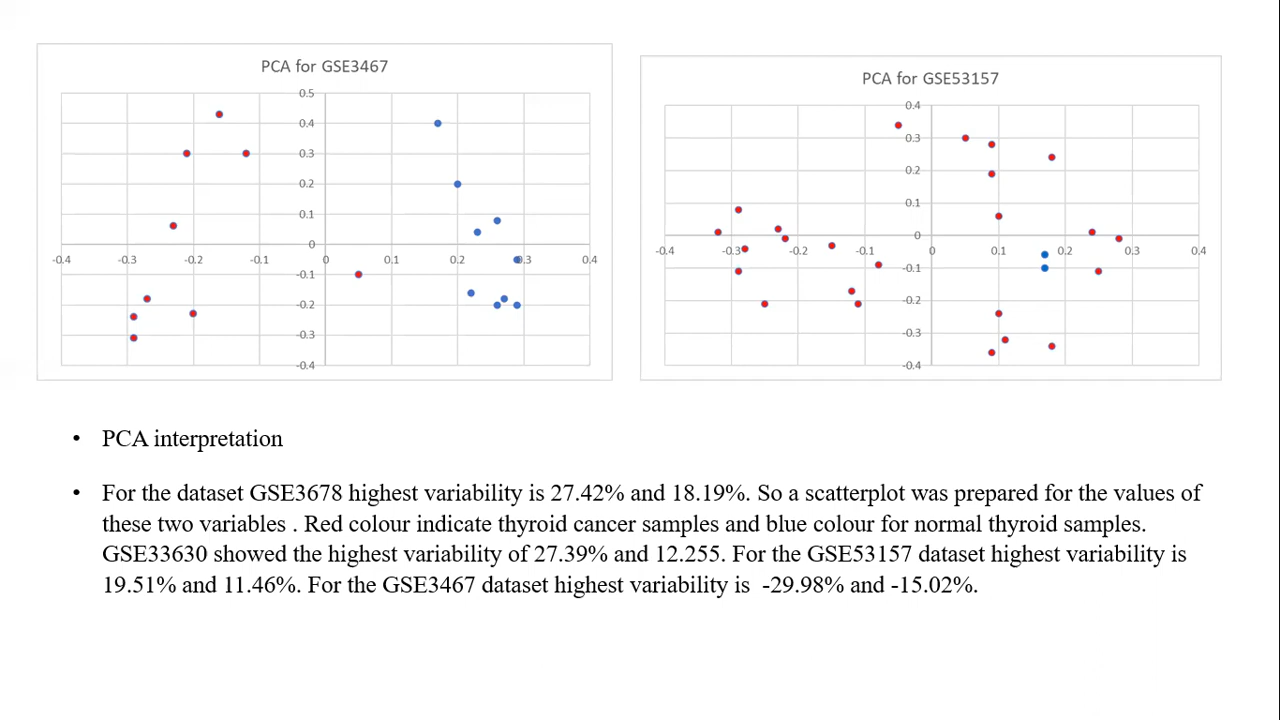 PCA for GSE3467
0.5
0.4
0.3
0.2
0.1
0
-0.4 -0.3 -0.2 -0.1 0 0.1 0.2 0.3 0.4
-0.1
-0.2
-0.3
-0.4
PCA for GSE53157
0.4
0.3
0.2
0.1
0
-0.4 -0.3 -0.2 -0.1 0 0.1 0.2 0.3 0.4
-0.1
-0.2
-0.3
-0.4
• PCA interpretation
• For the dataset GSE3678 highest variability is 27.42% and 18.19%. So a scatterplot was prepared for the values of
these two variables . Red colour indicate thyroid cancer samples and blue colour for normal thyroid samples.
GSE33630 showed the highest variability of 27.39% and 12.255. For the GSE53157 dataset highest variability is
19.51% and 11.46%. For the GSE3467 dataset highest variability is -29.98% and -15.02%.